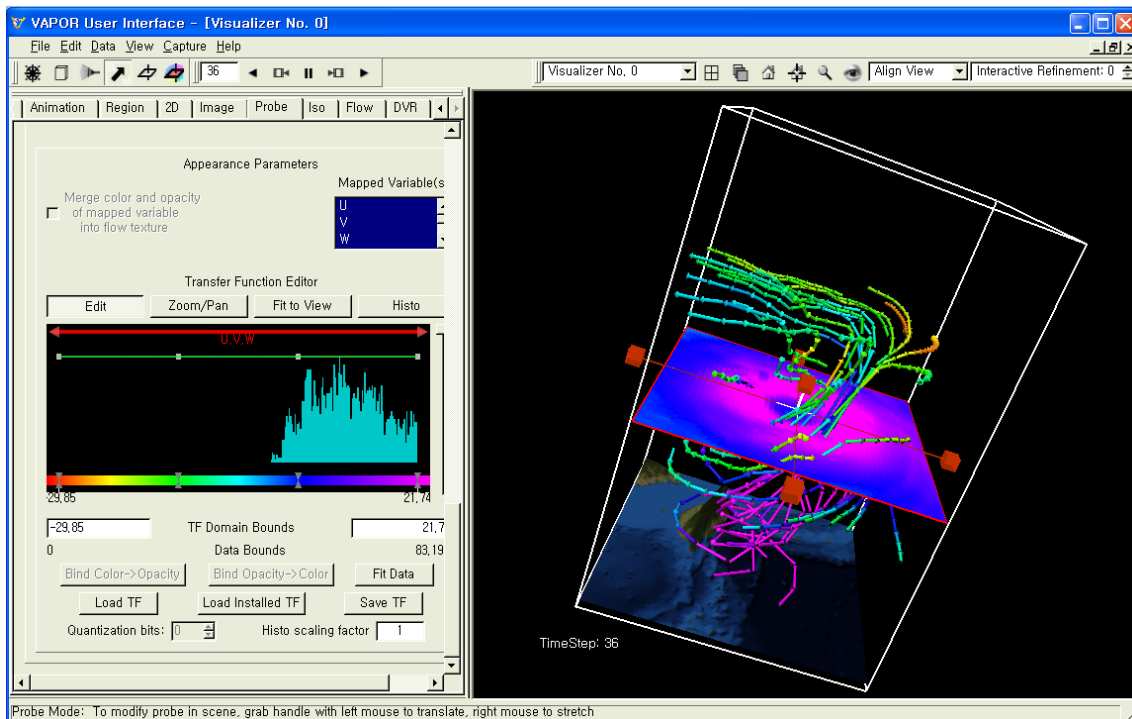 VAPOR User Interface - [Visualizer No. 0]
File Edit Data View Capture Help
36
Visualizer No. 0
Align View
Interactive Refinement: 0
Animation Region 2D Image Probe Iso Flow DVR
Appearance Parameters
Mapped Variable(s
Merge color and opacity
of mapped variable
into flow texture
U
V
W
Transfer Function Editor
Edit Zoom/Pan Fit to View Histo
U,V,W
-29,85 21,74
-29,85 TF Domain Bounds 21,7
0 Data Bounds 83,19
Bind Color->Opacity Bind Opacity->Color Fit Data
Load TF Load Installed TF Save TF
Quantization bits: 0 Histo scaling factor 1
TimeStep: 36
Probe Mode: To modify probe in scene, grab handle with left mouse to translate, right mouse to stretch